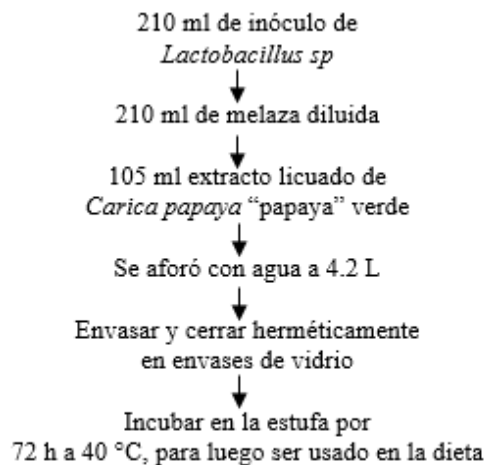 210 ml de inóculo de
Lactobacillus sp
210 ml de melaza diluida
105 ml extracto licuado de
Carica papaya “papaya” verde
Se aforó con agua a 4.2 L
Envasar y cerrar herméticamente
en envases de vidrio
Incubar en la estufa por
72 h a 40 °C, para luego ser usado en la dieta